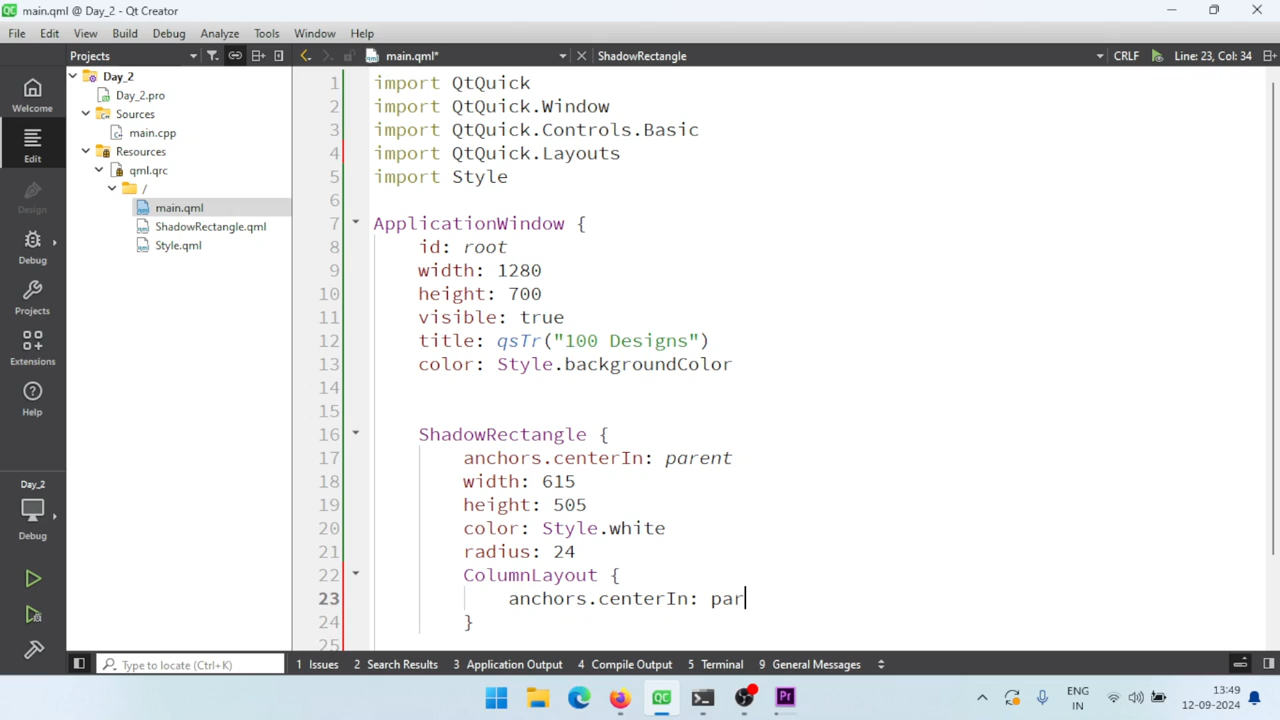 QC main.qml @ Day_2 - Qt Creator
File Edit View Build Debug Analyze Tools Window Help
Projects main.qml* ShadowRectangle CRLF Line: 23, Col: 34
Welcome
Edit
Design
Debug
Projects
Extensions
Help
Day_2
Debug
Day_2
Day_2.pro
Sources
main.cpp
Resources
qml.qrc
/
main.qml
ShadowRectangle.qml
Style.qml
1 import QtQuick
2 import QtQuick.Window
3 import QtQuick.Controls.Basic
4 import QtQuick.Layouts
5 import Style
6
7 ApplicationWindow {
8 id: root
9 width: 1280
10 height: 700
11 visible: true
12 title: qsTr("100 Designs")
13 color: Style.backgroundColor
14
15
16 ShadowRectangle {
17 anchors.centerIn: parent
18 width: 615
19 height: 505
20 color: Style.white
21 radius: 24
22 ColumnLayout {
23 anchors.centerIn: par
24 }
25
Type to locate (Ctrl+K) 1 Issues 2 Search Results 3 Application Output 4 Compile Output 5 Terminal 9 General Messages
QC Pr ENG IN 13:49 12-09-2024